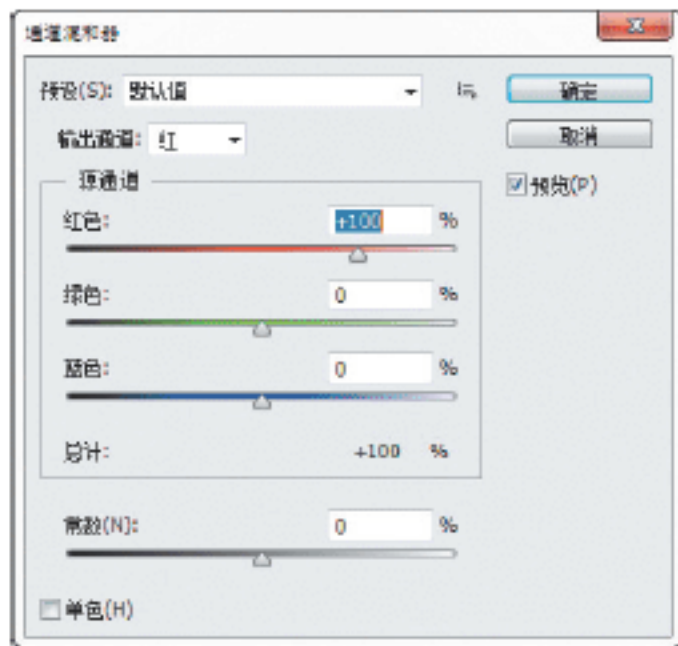 通道混和器
预设(S): 默认值
确定
输出通道: 红
取消
源通道
预览(P)
红色: +100 %
绿色: 0 %
蓝色: 0 %
总计: +100 %
常数(N): 0 %
单色(H)